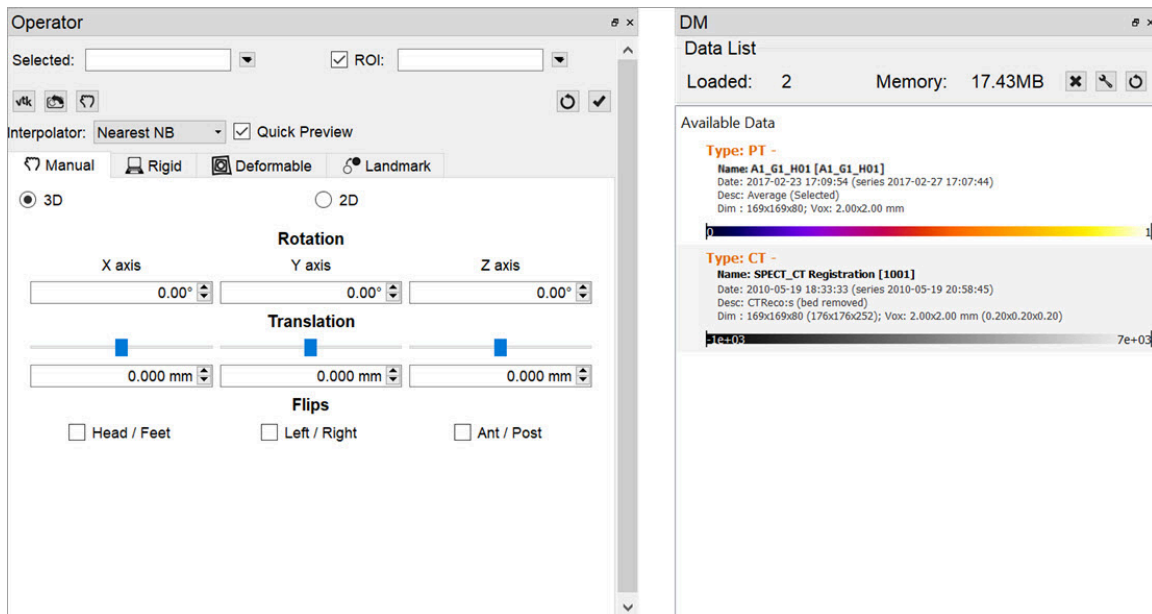 Operator
Selected:
ROI:
vtk
Interpolator: Nearest NB Quick Preview
Manual Rigid Deformable Landmark
3D 2D
Rotation
X axis Y axis Z axis
0.00° 0.00° 0.00°
Translation
0.000 mm 0.000 mm 0.000 mm
Flips
Head / Feet Left / Right Ant / Post
DM
Data List
Loaded: 2 Memory: 17.43MB
Available Data
Type: PT -
Name: A1_G1_H01 [A1_G1_H01]
Date: 2017-02-23 17:09:54 (series 2017-02-27 17:07:44)
Desc: Average (Selected)
Dim : 169x169x80; Vox: 2.00x2.00 mm
0 1
Type: CT -
Name: SPECT_CT Registration [1001]
Date: 2010-05-19 18:33:33 (series 2010-05-19 20:58:45)
Desc: CTReco:s (bed removed)
Dim : 169x169x80 (176x176x252); Vox: 2.00x2.00 mm (0.20x0.20x0.20)
-1e+03 7e+03